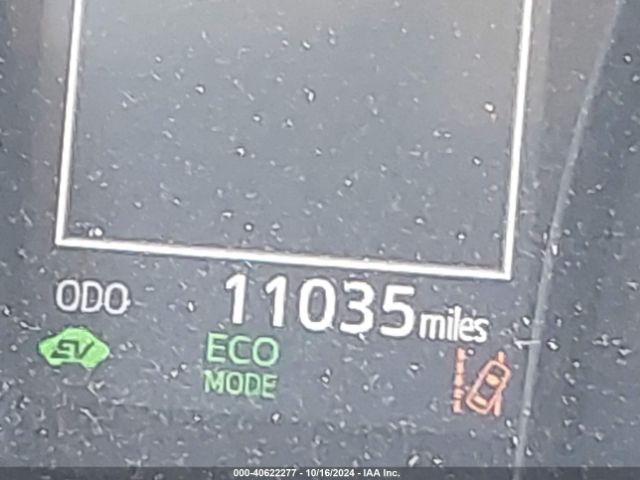 ODO 11035 miles
EV ECO
MODE
000-40622277 - 10/16/2024 - IAA Inc.